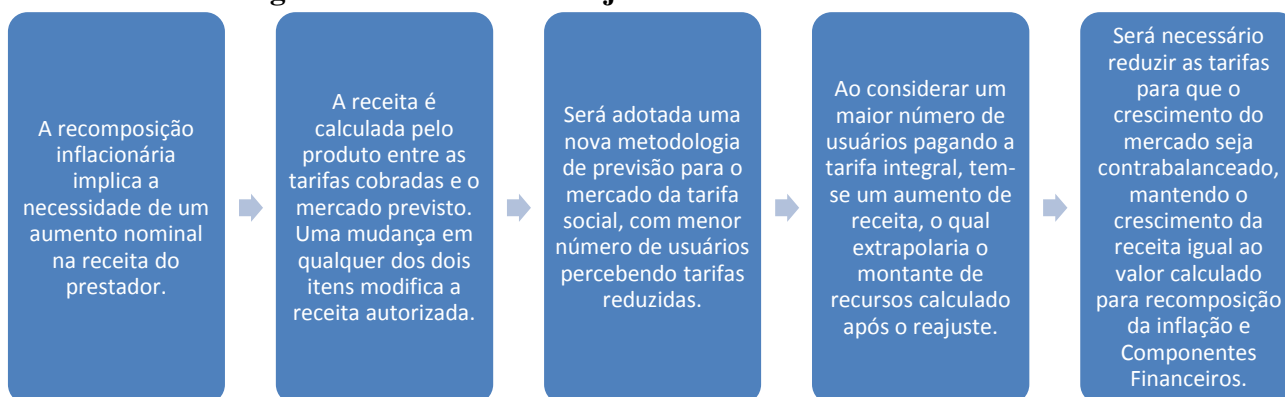 A recomposição
inflacionária
implica a
necessidade de um
aumento nominal
na receita do
prestador.
A receita é
calculada pelo
produto entre as
tarifas cobradas e o
mercado previsto.
Uma mudança em
qualquer dos dois
itens modifica a
receita autorizada.
Será adotada uma
nova metodologia
de previsão para o
mercado da tarifa
social, com menor
número de usuários
percebendo tarifas
reduzidas.
Ao considerar um
maior número de
usuários pagando a
tarifa integral, tem-
se um aumento de
receita, o qual
extrapolaria o
montante de
recursos calculado
após o reajuste.
Será necessário
reduzir as tarifas
para que o
crescimento do
mercado seja
contrabalanceado,
mantendo o
crescimento da
receita igual ao
valor calculado
para recomposição
da inflação e
Componentes
Financeiros.